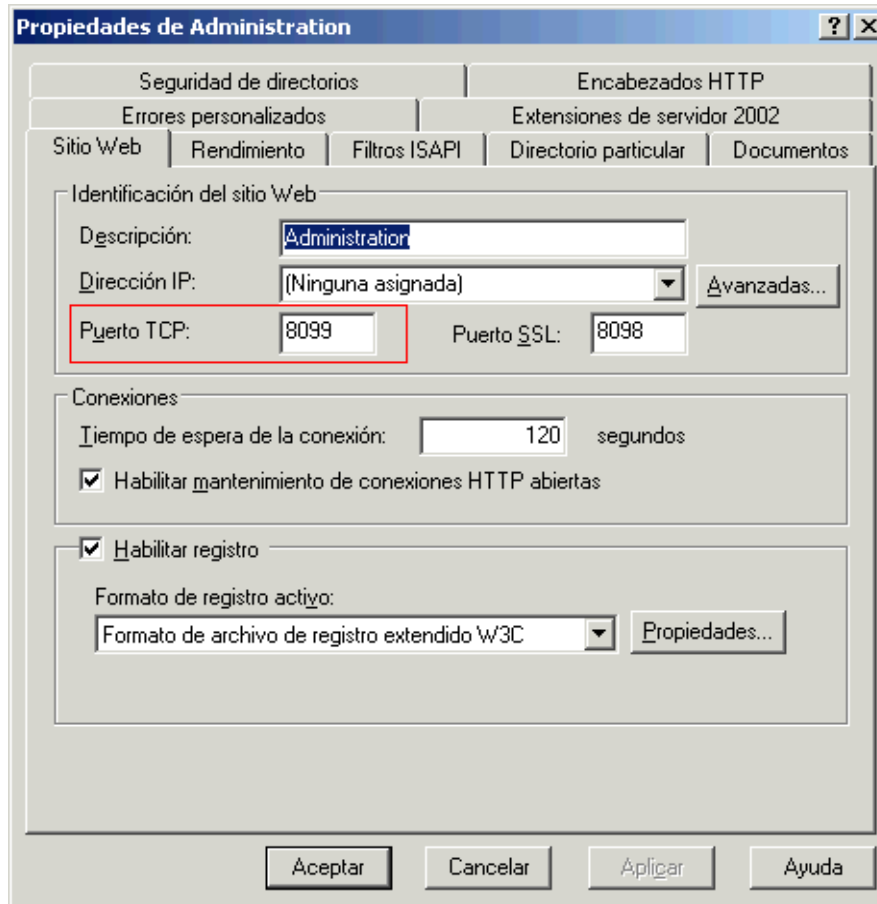 Propiedades de Administration
Seguridad de directorios Encabezados HTTP
Errores personalizados Extensiones de servidor 2002
Sitio Web Rendimiento Filtros ISAPI Directorio particular Documentos
Identificación del sitio Web
Descripción: Administration
Dirección IP: (Ninguna asignada) Avanzadas...
Puerto TCP: 8099 Puerto SSL: 8098
Conexiones
Tiempo de espera de la conexión: 120 segundos
Habilitar mantenimiento de conexiones HTTP abiertas
Habilitar registro
Formato de registro activo:
Formato de archivo de registro extendido W3C Propiedades...
Aceptar Cancelar Aplicar Ayuda